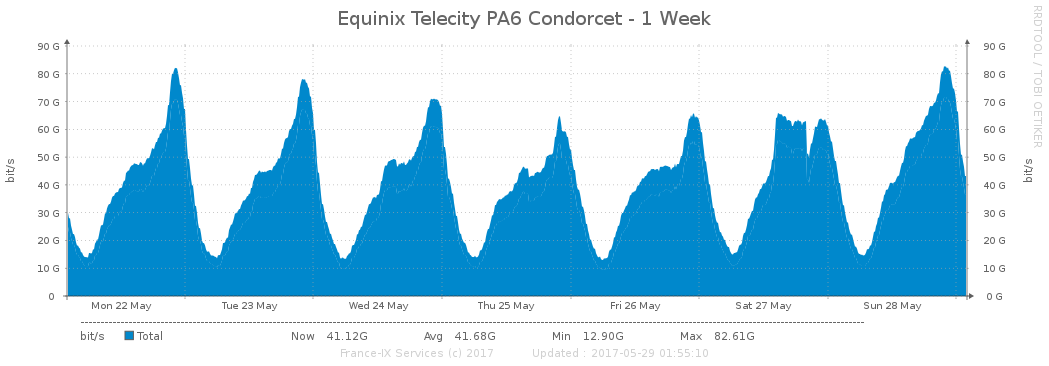 Equinix Telecity PA6 Condorcet - 1 Week
RRDTOOL / TOBI OETIKER
90 G 90 G
80 G 80 G
70 G 70 G
60 G 60 G
50 G 50 G
40 G 40 G
30 G 30 G
20 G 20 G
10 G 10 G
0 0 G
bit/s bit/s
Mon 22 May Tue 23 May Wed 24 May Thu 25 May Fri 26 May Sat 27 May Sun 28 May
bit/s Total Now 41.12G Avg 41.68G Min 12.90G Max 82.61G
France-IX Services (c) 2017 Updated : 2017-05-29 01:55:10